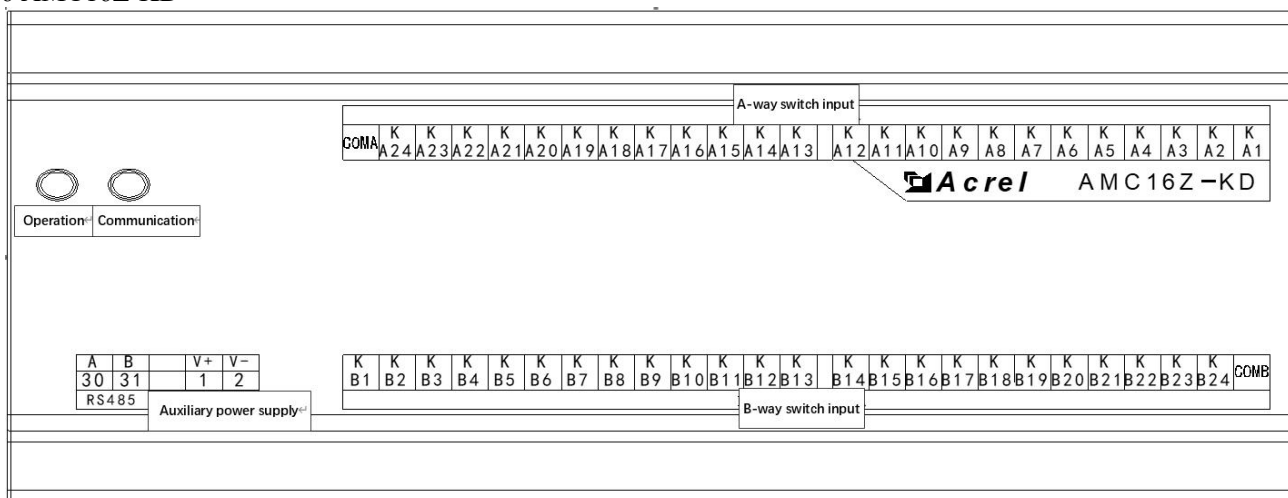 A-way switch input
COMA K A24 K A23 K A22 K A21 K A20 K A19 K A18 K A17 K A16 K A15 K A14 K A13 K A12 K A11 K A10 K A9 K A8 K A7 K A6 K A5 K A4 K A3 K A2 K A1
Acrel AMC16Z-KD
Operation Communication
A B V+ V-
30 31 1 2
RS485
Auxiliary power supply
K B1 K B2 K B3 K B4 K B5 K B6 K B7 K B8 K B9 K B10 K B11 K B12 K B13 K B14 K B15 K B16 K B17 K B18 K B19 K B20 K B21 K B22 K B23 K B24 COMB
B-way switch input